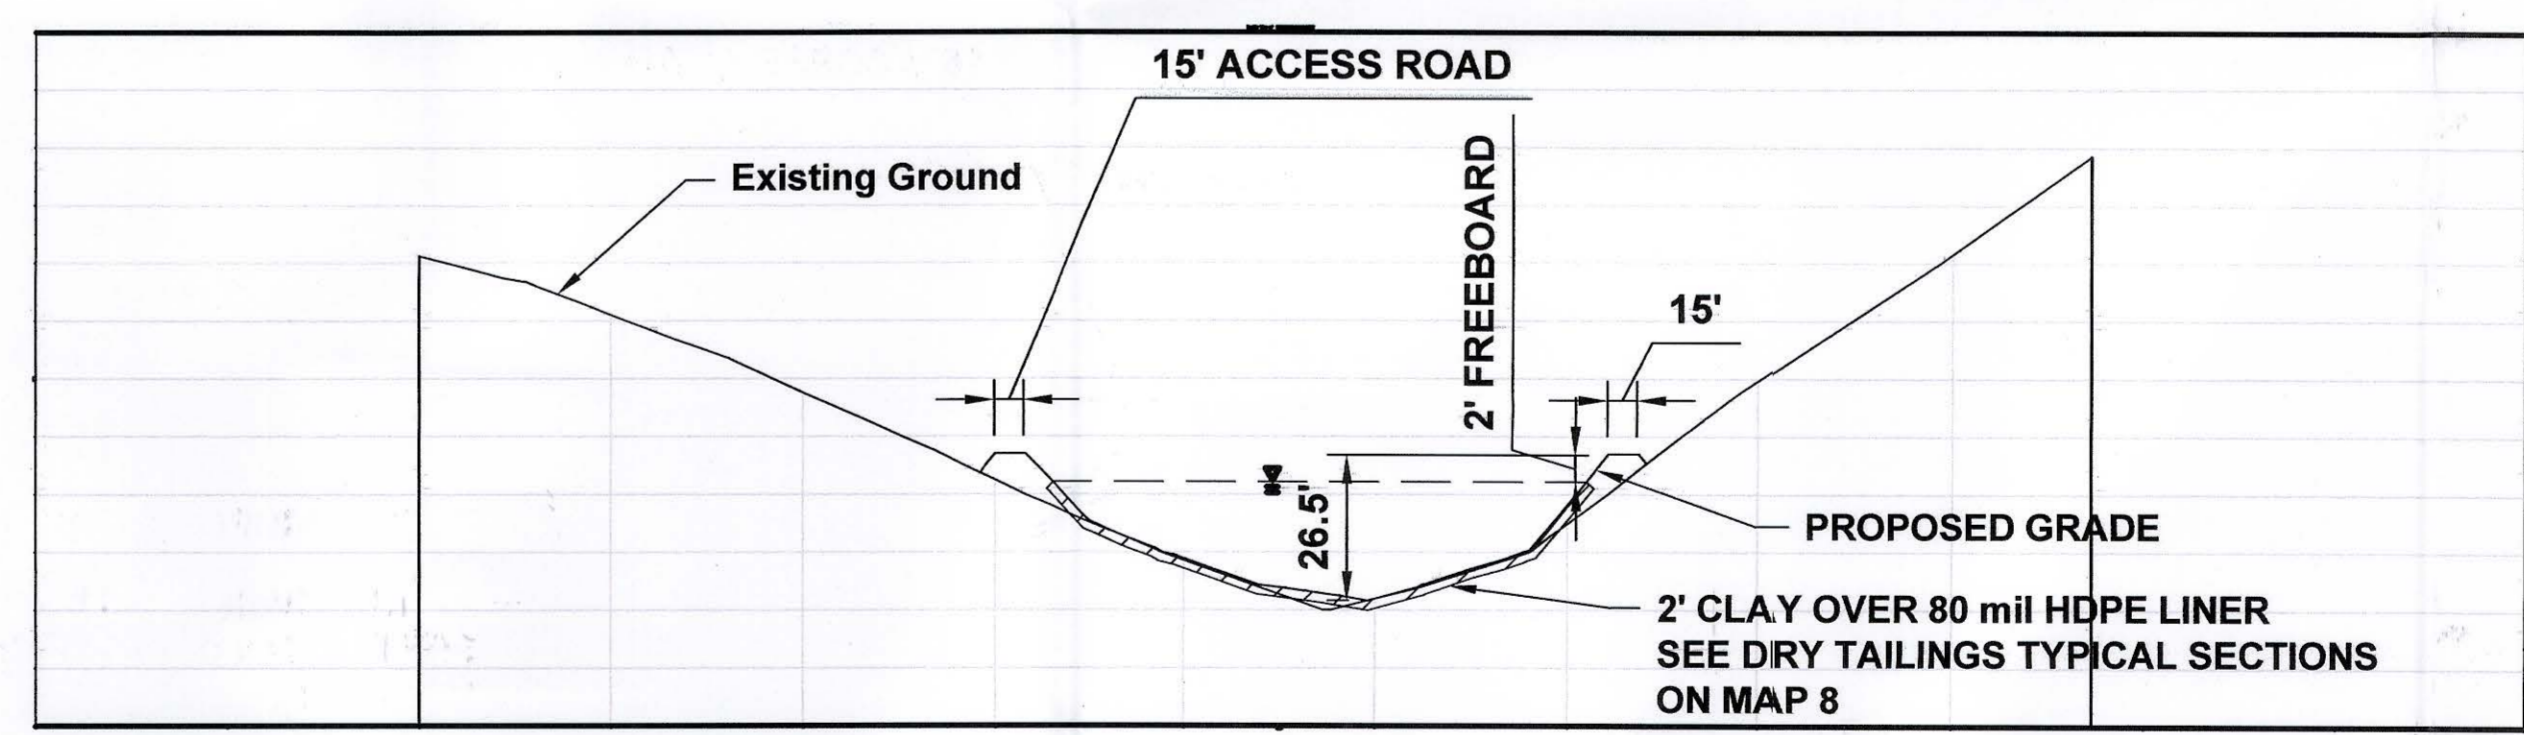 15' ACCESS ROAD
Existing Ground
2' FREEBOARD
15'
26.5'
PROPOSED GRADE
2' CLAY OVER 80 mil HDPE LINER
SEE DRY TAILINGS TYPICAL SECTIONS
ON MAP 8